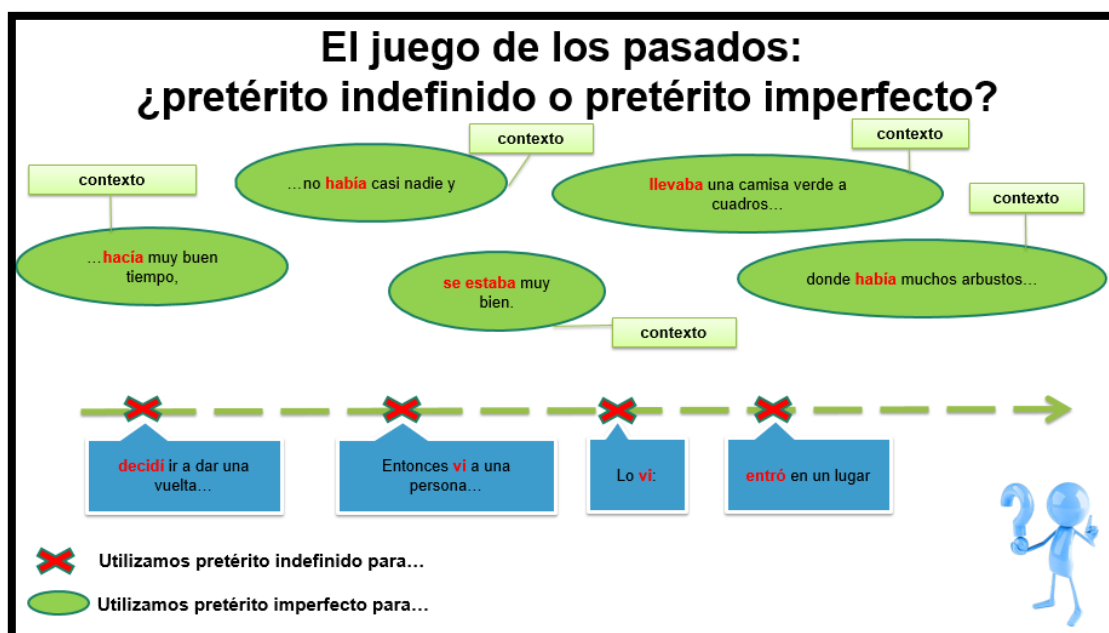 El juego de los pasados:
¿pretérito indefinido o pretérito imperfecto?
contexto
…hacía muy buen
tiempo,
contexto
…no había casi nadie y
contexto
llevaba una camisa verde a
cuadros…
se estaba muy
bien.
contexto
contexto
donde había muchos arbustos…
decidí ir a dar una
vuelta…
Entonces vi a una
persona…
Lo ví:
entró en un lugar
Utilizamos pretérito indefinido para…
Utilizamos pretérito imperfecto para…